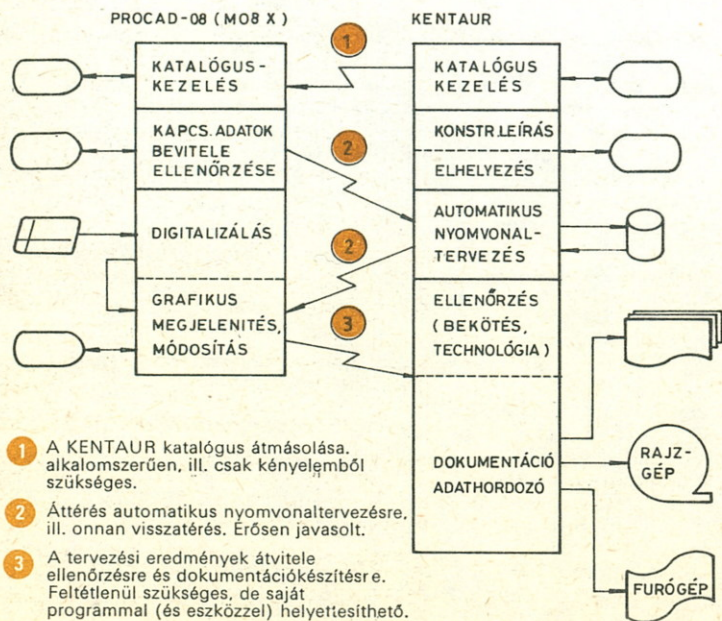 PROCAD-08 (MO8 X)
KENTAUR
1
KATALÓGUS-
KEZELÉS
KATALÓGUS
KEZELÉS
KAPCS. ADATOK
BEVITELE
ELLENŐRZÉSE
2
KONSTR. LEÍRÁS
ELHELYEZÉS
DIGITALIZÁLÁS
AUTOMATIKUS
NYOMVONAL-
TERVEZÉS
2
GRAFIKUS
MEGJELENITÉS,
MÓDOSÍTÁS
3
ELLENŐRZÉS
( BEKÖTÉS,
TECHNOLÓGIA )
DOKUMENTÁCIÓ
ADATHORDOZÓ
RAJZ-
GÉP
FURÓGÉP
1 A KENTAUR katalógus átmásolása.
alkalomszerűen, ill. csak kényelemből
szükséges.
2 Áttérés automatikus nyomvonaltervezésre,
ill. onnan visszatérés. Erősen javasolt.
3 A tervezési eredmények átvitele
ellenőrzésre és dokumentációkészítésre.
Feltétlenül szükséges, de saját
programmal (és eszközzel) helyettesíthető.